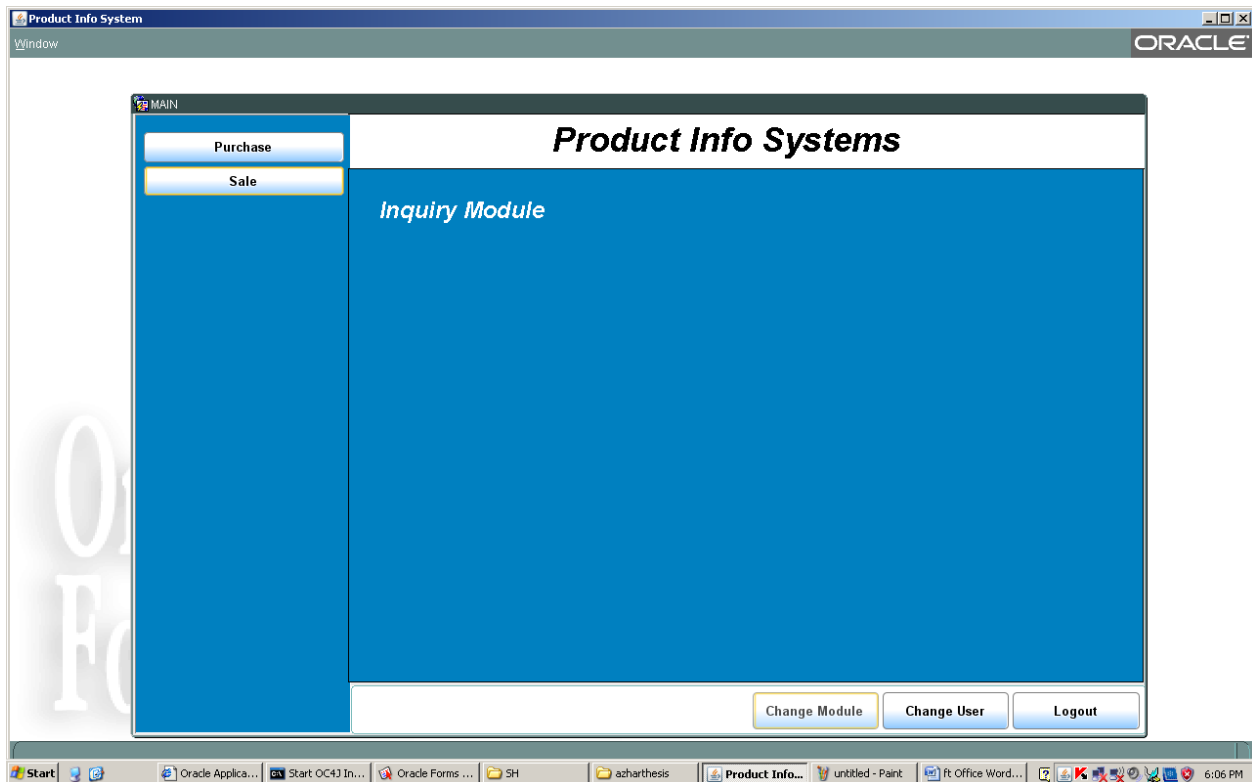 Product Info System
Window
ORACLE
MAIN
Purchase
Sale
Product Info Systems
Inquiry Module
Change Module
Change User
Logout
Start
Oracle Applica...
Start OC4J In...
Oracle Forms ...
SH
azharthesis
Product Info...
untitled - Paint
ft Office Word...
6:06 PM